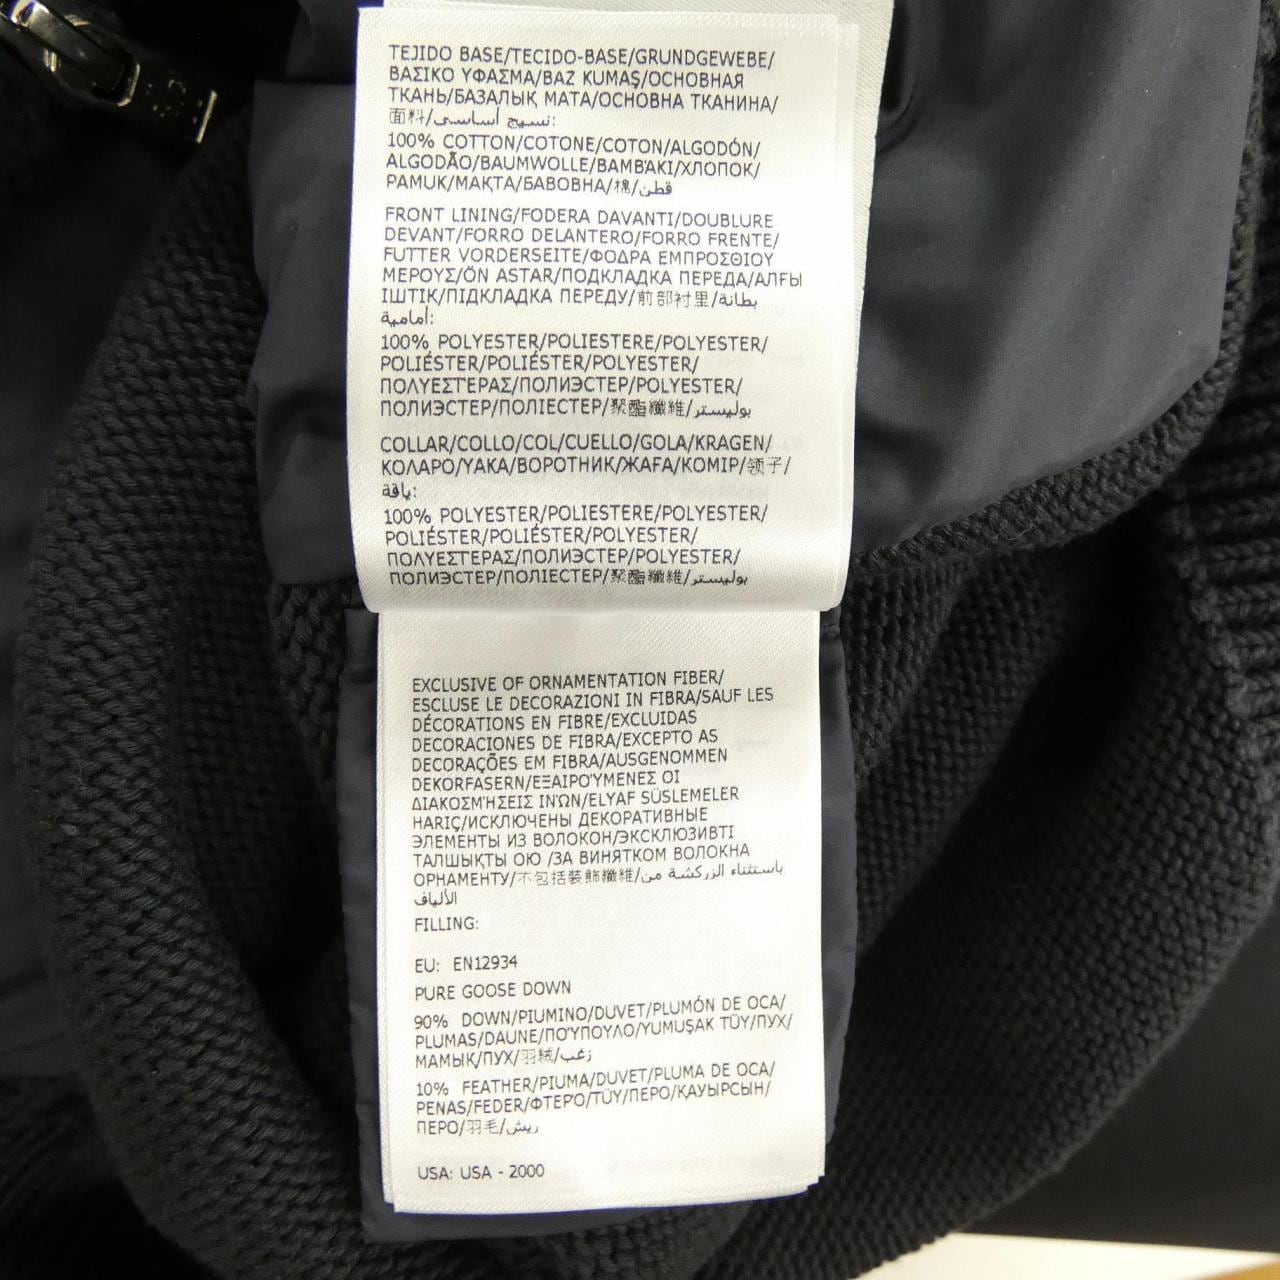 TEJIDO BASE/TECIDO-BASE/GRUNDGEWEBE/
ΒΑΣΙΚΟ ΥΦΑΣΜΑ/BAZ KUMAŞ/ОСНОВНАЯ
ТКАНЬ/БАЗАЛЫҚ МАТА/ОСНОВНА ТКАНИНА/
面料/نسيج أساسي:
100% COTTON/COTONE/COTON/ALGODÓN/
ALGODÃO/BAUMWOLLE/ΒΑΜΒΆΚΙ/ХЛОПОК/
PAMUK/МАҚТА/БАВОВНА/棉/قطن
FRONT LINING/FODERA DAVANTI/DOUBLURE
DEVANT/FORRO DELANTERO/FORRO FRENTE/
FUTTER VORDERSEITE/ΦΟΔΡΑ ΕΜΠΡΟΣΘΙΟΥ
ΜΕΡΟΥΣ/ÖN ASTAR/ПОДКЛАДКА ПЕРЕДА/АЛҒЫ
ІШТІК/ПІДКЛАДКА ПЕРЕДУ/前部衬里/بطانة
أمامية:
100% POLYESTER/POLIESTERE/POLYESTER/
POLIÉSTER/POLIÉSTER/POLYESTER/
ΠΟΛΥΕΣΤΕΡΑΣ/ПОЛИЭСТЕР/POLYESTER/
ПОЛИЭСТЕР/ПОЛІЕСТЕР/聚酯纖維/بوليستر
COLLAR/COLLO/COL/CUELLO/GOLA/KRAGEN/
ΚΟΛΑΡΟ/YAKA/ВОРОТНИК/ЖАҒА/КОМІР/领子/
ياقة:
100% POLYESTER/POLIESTERE/POLYESTER/
POLIÉSTER/POLIÉSTER/POLYESTER/
ΠΟΛΥΕΣΤΕΡΑΣ/ПОЛИЭСТЕР/POLYESTER/
ПОЛИЭСТЕР/ПОЛІЕСТЕР/聚酯纖維/بوليستر
EXCLUSIVE OF ORNAMENTATION FIBER/
ESCLUSE LE DECORAZIONI IN FIBRA/SAUF LES
DÉCORATIONS EN FIBRE/EXCLUIDAS
DECORACIONES DE FIBRA/EXCEPTO AS
DECORAÇÕES EM FIBRA/AUSGENOMMEN
DEKORFASERN/ΕΞΑΙΡΟΎΜΕΝΕΣ ΟΙ
ΔΙΑΚΟΣΜΉΣΕΙΣ ΙΝΏΝ/ELYAF SÜSLEMELER
HARIÇ/ИСКЛЮЧЕНЫ ДЕКОРАТИВНЫЕ
ЭЛЕМЕНТЫ ИЗ ВОЛОКОН/ЭКСКЛЮЗИВТІ
ТАЛШЫҚТЫ ОЮ /ЗА ВИНЯТКОМ ВОЛОКНА
ОРНАМЕНТУ/不包括裝飾纖維/باستثناء الزركشة من
الألياف
FILLING:
EU: EN12934
PURE GOOSE DOWN
90% DOWN/PIUMINO/DUVET/PLUMÓN DE OCA/
PLUMAS/DAUNE/ΠΟΎΠΟΥΛΟ/YUMUŞAK TÜY/ПУХ/
МАМЫҚ/ПУХ/羽絨/زغب
10% FEATHER/PIUMA/DUVET/PLUMA DE OCA/
PENAS/FEDER/ΦΤΕΡΌ/TÜY/ПЕРО/ҚАУЫРСЫН/
ПЕРО/羽毛/ريش
USA: USA - 2000